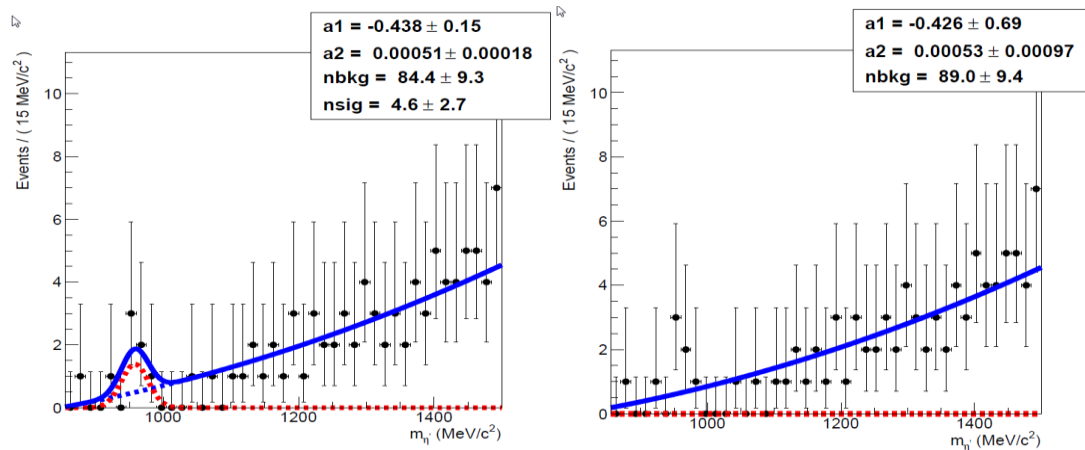 a1 = -0.438 ± 0.15
a2 = 0.00051 ± 0.00018
nbkg = 84.4 ± 9.3
nsig = 4.6 ± 2.7
Events / ( 15 MeV/c²)
10
8
6
4
2
0
1000 1200 1400
m_η' (MeV/c²)
a1 = -0.426 ± 0.69
a2 = 0.00053 ± 0.00097
nbkg = 89.0 ± 9.4
Events / ( 15 MeV/c²)
10
8
6
4
2
0
1000 1200 1400
m_η' (MeV/c²)